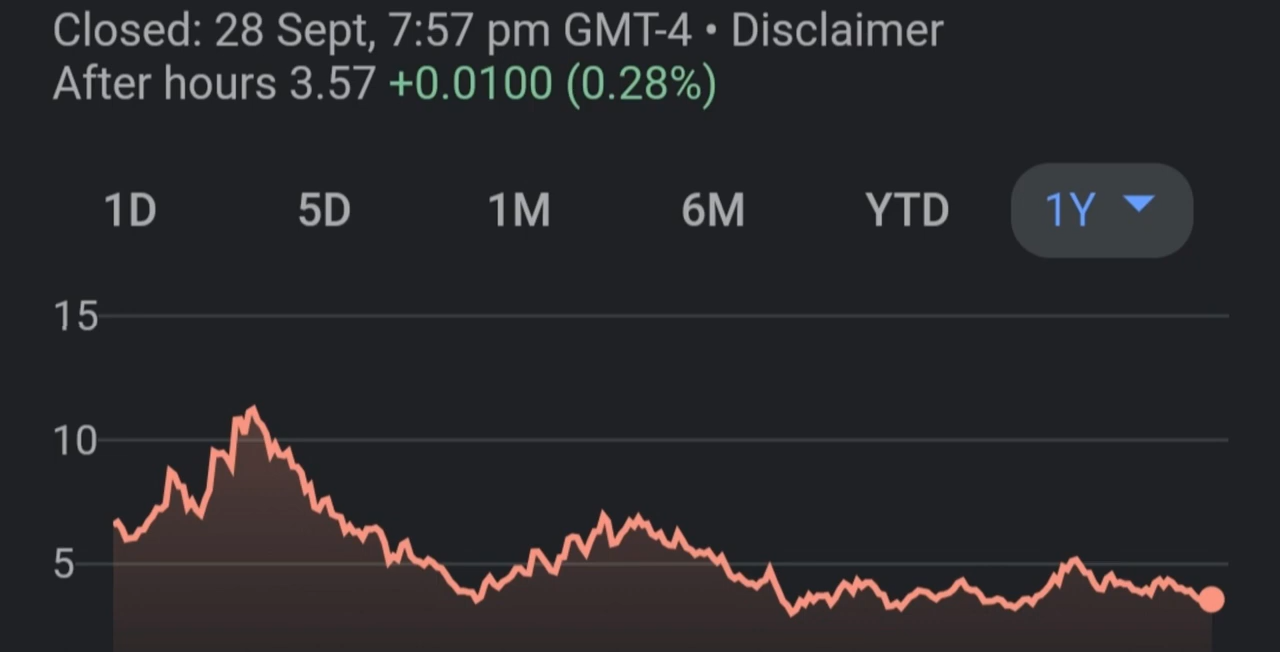 Closed: 28 Sept, 7:57 pm GMT-4 • Disclaimer
After hours 3.57 +0.0100 (0.28%)
1D 5D 1M 6M YTD 1Y
15
10
5